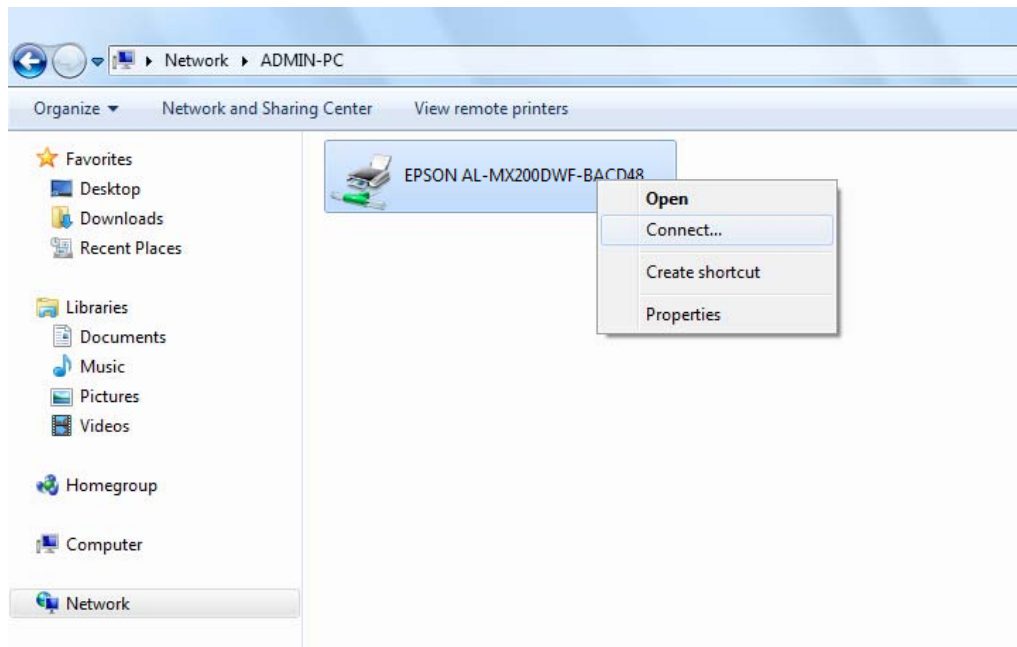 Network ADMIN-PC
Organize Network and Sharing Center View remote printers
Favorites
Desktop
Downloads
Recent Places
Libraries
Documents
Music
Pictures
Videos
Homegroup
Computer
Network
EPSON AL-MX200DWF-BACD48
Open
Connect...
Create shortcut
Properties